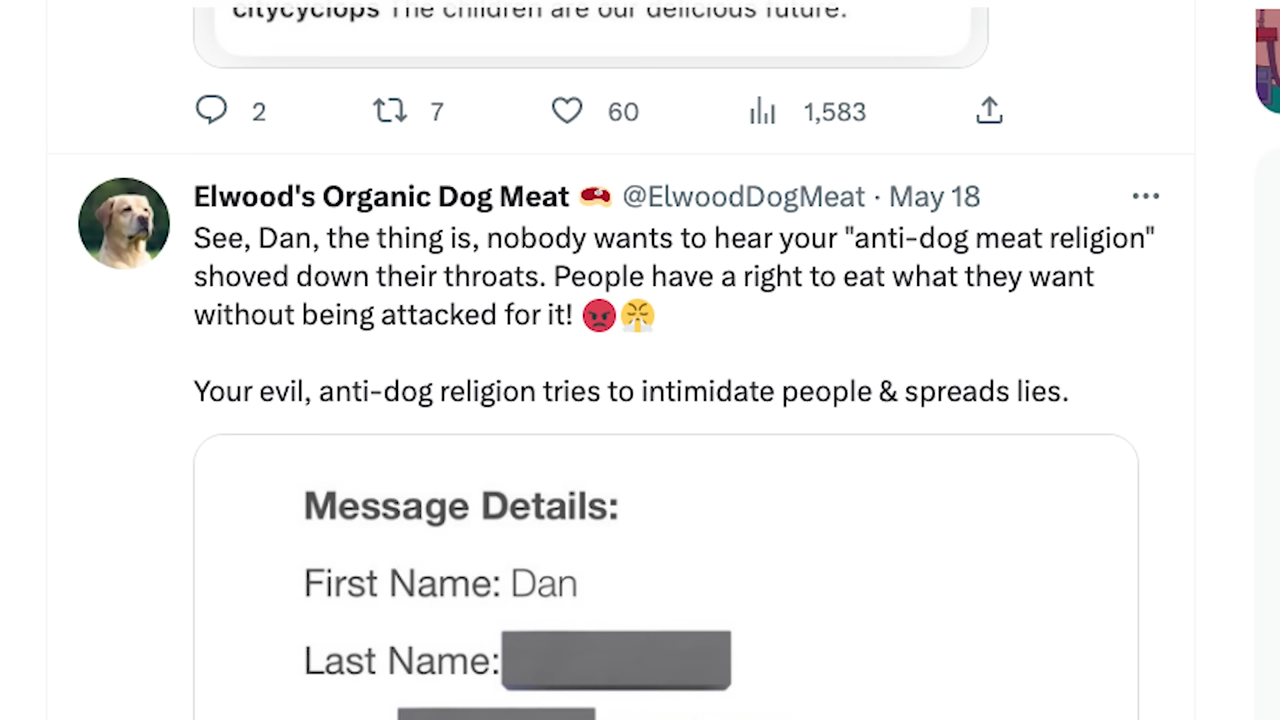 citycyclops The children are our delicious future.
2 7 60 1,583
Elwood's Organic Dog Meat 🥩 @ElwoodDogMeat · May 18
See, Dan, the thing is, nobody wants to hear your "anti-dog meat religion"
shoved down their throats. People have a right to eat what they want
without being attacked for it! 😡😤
Your evil, anti-dog religion tries to intimidate people & spreads lies.
Message Details:
First Name: Dan
Last Name: